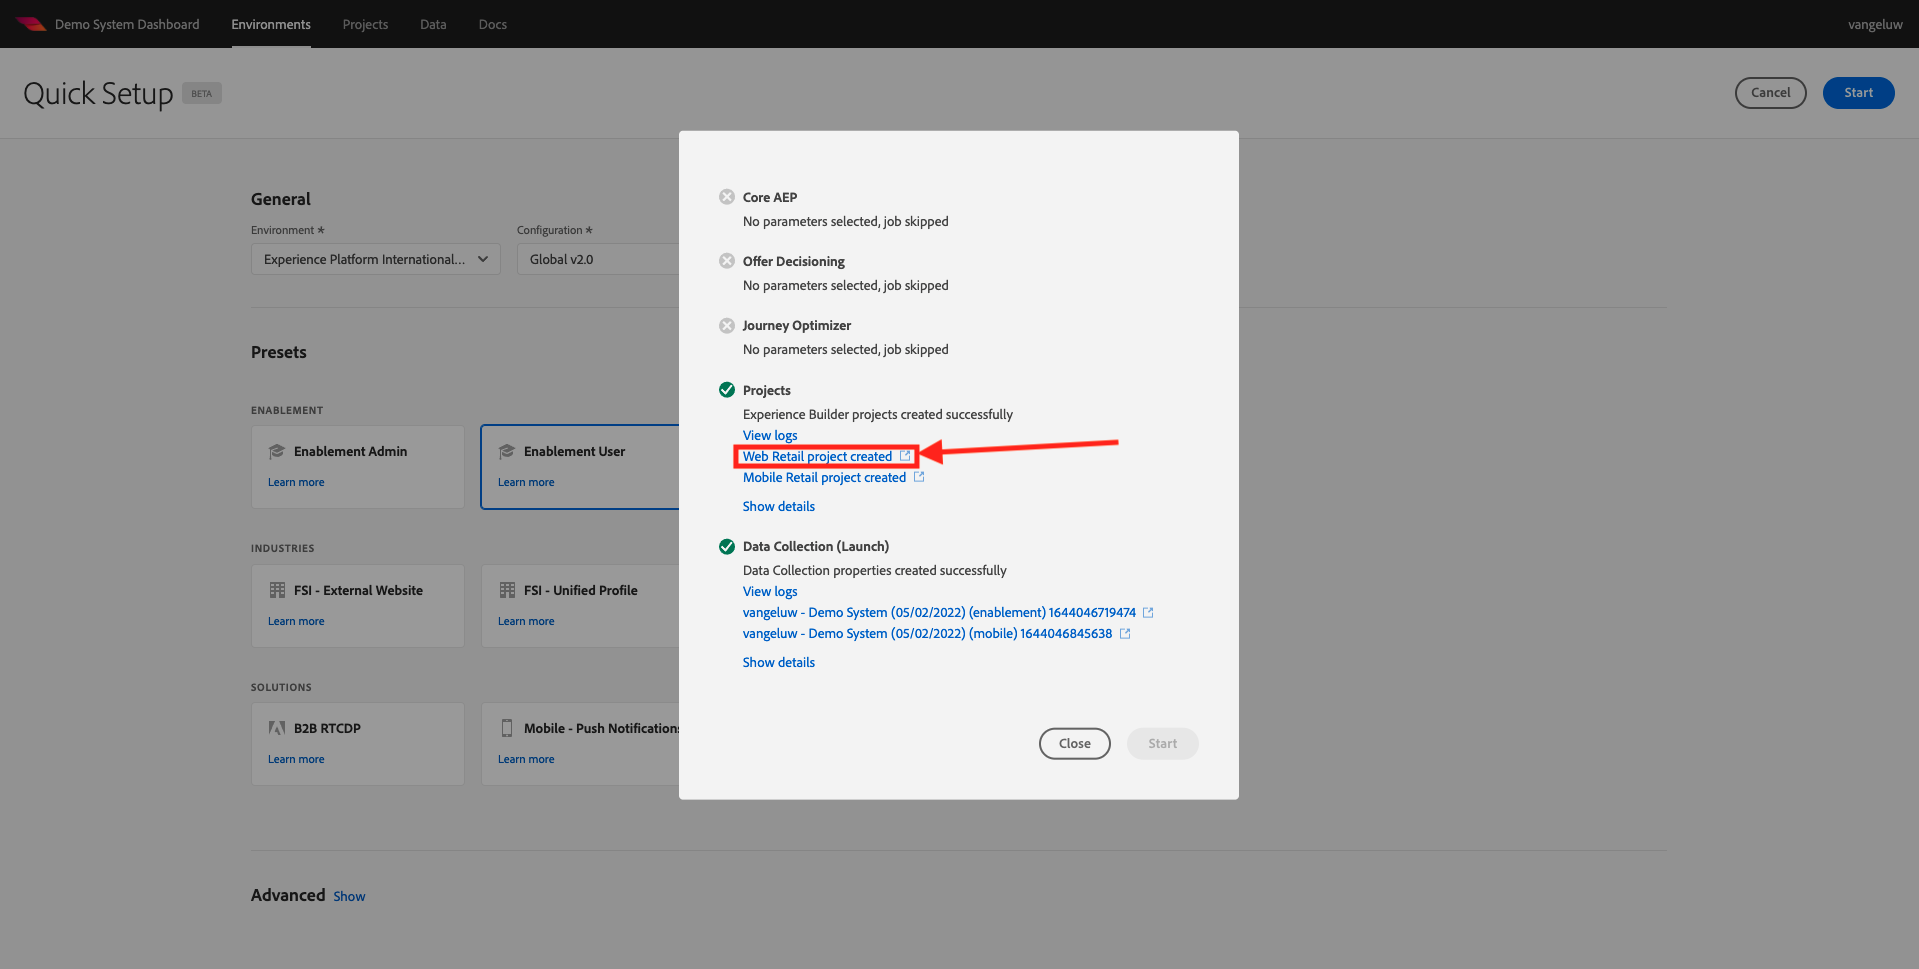 Demo System Dashboard Environments Projects Data Docs vangeluw
Quick Setup BETA Cancel Start
General
Environment * Configuration *
Experience Platform International... Global v2.0
Presets
ENABLEMENT
Enablement Admin
Learn more
Enablement User
Learn more
INDUSTRIES
FSI - External Website
Learn more
FSI - Unified Profile
Learn more
SOLUTIONS
B2B RTCDP
Learn more
Mobile - Push Notifications
Learn more
Advanced Show
Core AEP
No parameters selected, job skipped
Offer Decisioning
No parameters selected, job skipped
Journey Optimizer
No parameters selected, job skipped
Projects
Experience Builder projects created successfully
View logs
Web Retail project created
Mobile Retail project created
Show details
Data Collection (Launch)
Data Collection properties created successfully
View logs
vangeluw - Demo System (05/02/2022) (enablement) 1644046719474
vangeluw - Demo System (05/02/2022) (mobile) 1644046845638
Show details
Close Start